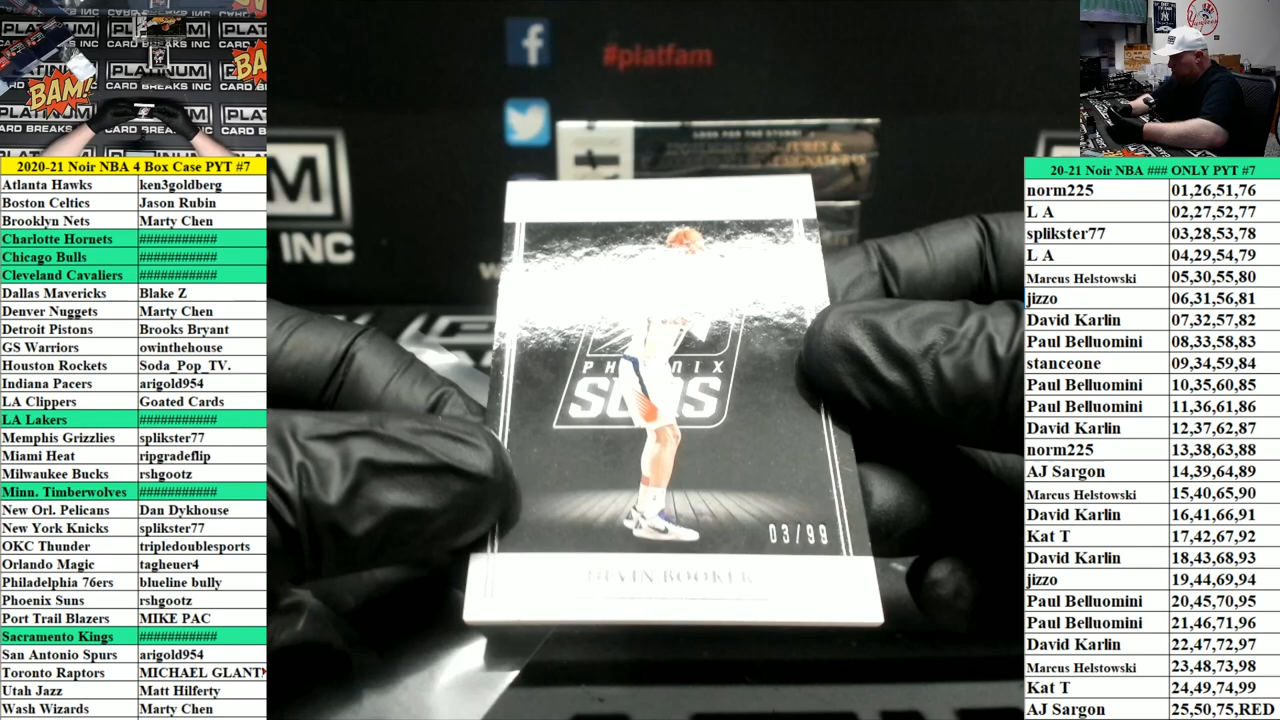 #platfam
PLATINUM
CARD BREAKS INC
BAM!
LOOK FOR THE
PHOENIX
SUNS
03/99
DEVIN BOOKER
2020-21 Noir NBA 4 Box Case PYT #7
Atlanta Hawks ken3goldberg
Boston Celtics Jason Rubin
Brooklyn Nets Marty Chen
Charlotte Hornets ###########
Chicago Bulls ###########
Cleveland Cavaliers ###########
Dallas Mavericks Blake Z
Denver Nuggets Marty Chen
Detroit Pistons Brooks Bryant
GS Warriors owinthehouse
Houston Rockets Soda_Pop_TV.
Indiana Pacers arigold954
LA Clippers Goated Cards
LA Lakers ###########
Memphis Grizzlies splikster77
Miami Heat ripgradeflip
Milwaukee Bucks rshgootz
Minn. Timberwolves ###########
New Orl. Pelicans Dan Dykhouse
New York Knicks splikster77
OKC Thunder tripledoublesports
Orlando Magic tagheuer4
Philadelphia 76ers blueline bully
Phoenix Suns rshgootz
Port Trail Blazers MIKE PAC
Sacramento Kings ###########
San Antonio Spurs arigold954
Toronto Raptors MICHAEL GLANT
Utah Jazz Matt Hilferty
Wash Wizards Marty Chen
20-21 Noir NBA ### ONLY PYT #7
norm225 01,26,51,76
L A 02,27,52,77
splikster77 03,28,53,78
L A 04,29,54,79
Marcus Helstowski 05,30,55,80
jizzo 06,31,56,81
David Karlin 07,32,57,82
Paul Belluomini 08,33,58,83
stanceone 09,34,59,84
Paul Belluomini 10,35,60,85
Paul Belluomini 11,36,61,86
David Karlin 12,37,62,87
norm225 13,38,63,88
AJ Sargon 14,39,64,89
Marcus Helstowski 15,40,65,90
David Karlin 16,41,66,91
Kat T 17,42,67,92
David Karlin 18,43,68,93
jizzo 19,44,69,94
Paul Belluomini 20,45,70,95
Paul Belluomini 21,46,71,96
David Karlin 22,47,72,97
Marcus Helstowski 23,48,73,98
Kat T 24,49,74,99
AJ Sargon 25,50,75,RED